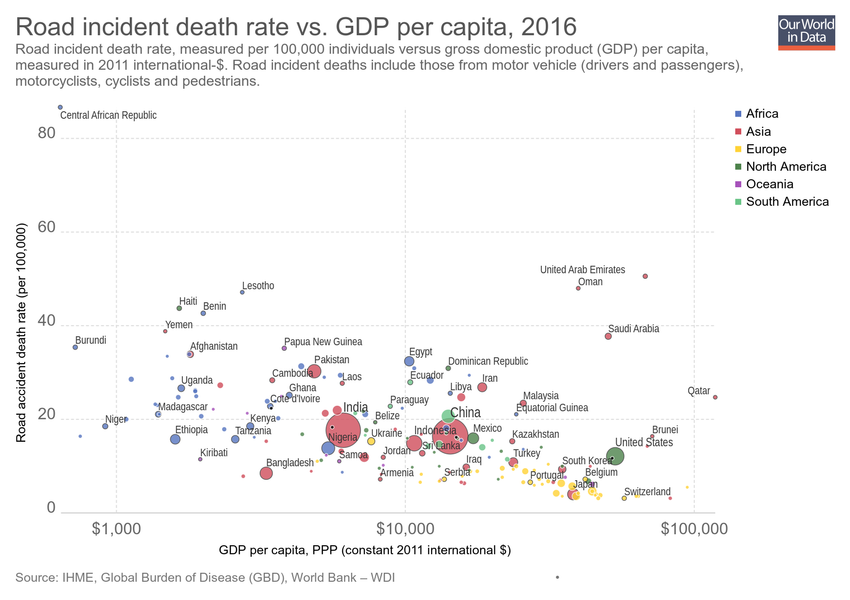 Road incident death rate vs. GDP per capita, 2016
Our World
in Data
Road incident death rate, measured per 100,000 individuals versus gross domestic product (GDP) per capita,
measured in 2011 international-$. Road incident deaths include those from motor vehicle (drivers and passengers),
motorcyclists, cyclists and pedestrians.
Central African Republic
Africa
Asia
Europe
North America
Oceania
South America
80
60
40
20
0
Road accident death rate (per 100,000)
United Arab Emirates
Oman
Lesotho
Haiti
Benin
Yemen
Saudi Arabia
Burundi
Afghanistan
Papua New Guinea
Egypt
Pakistan
Dominican Republic
Cambodia
Laos
Ecuador
Iran
Uganda
Ghana
Libya
Qatar
Cote d'Ivoire
Paraguay
Malaysia
Madagascar
India
China
Equatorial Guinea
Niger
Kenya
Belize
Ethiopia
Tanzania
Nigeria
Ukraine
Indonesia
Mexico
Kazakhstan
Brunei
United States
Kiribati
Samoa
Jordan
Sri Lanka
Turkey
Bangladesh
Armenia
Iraq
South Korea
Serbia
Portugal
Belgium
Japan
Switzerland
$1,000
$10,000
$100,000
GDP per capita, PPP (constant 2011 international $)
Source: IHME, Global Burden of Disease (GBD), World Bank – WDI